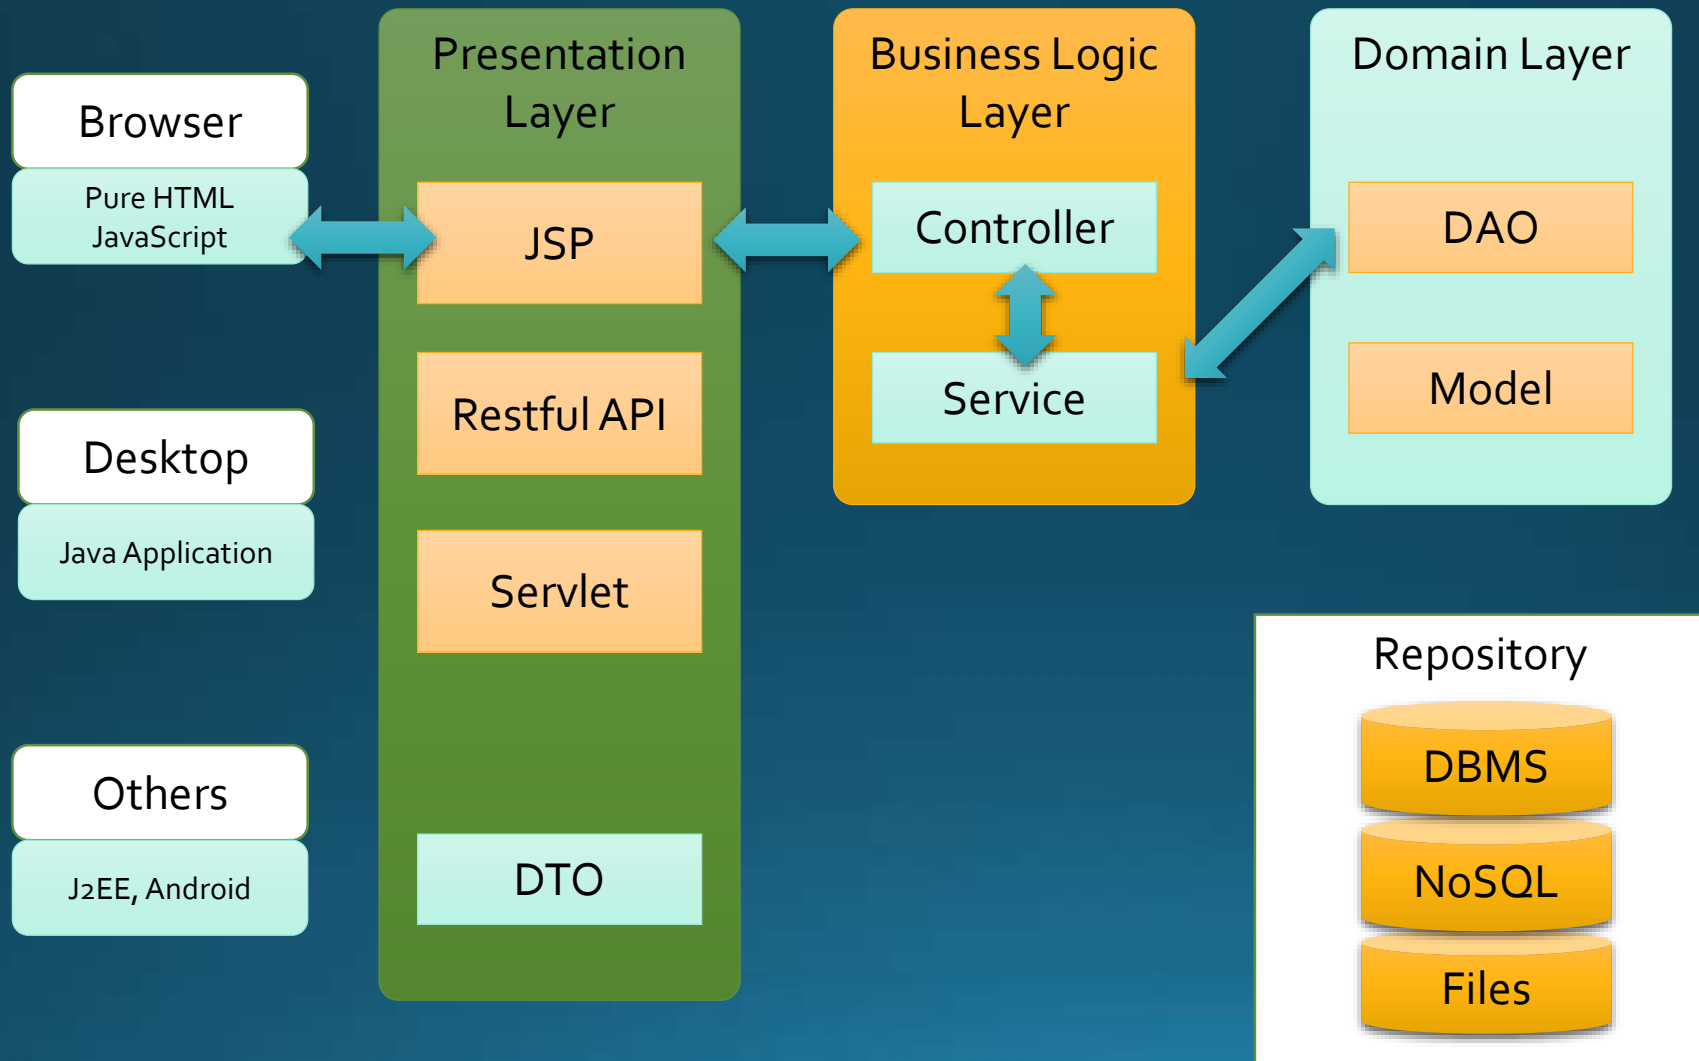 Browser
Pure HTML
JavaScript
Desktop
Java Application
Others
J2EE, Android
Presentation
Layer
JSP
Restful API
Servlet
DTO
Business Logic
Layer
Controller
Service
Domain Layer
DAO
Model
Repository
DBMS
NoSQL
Files